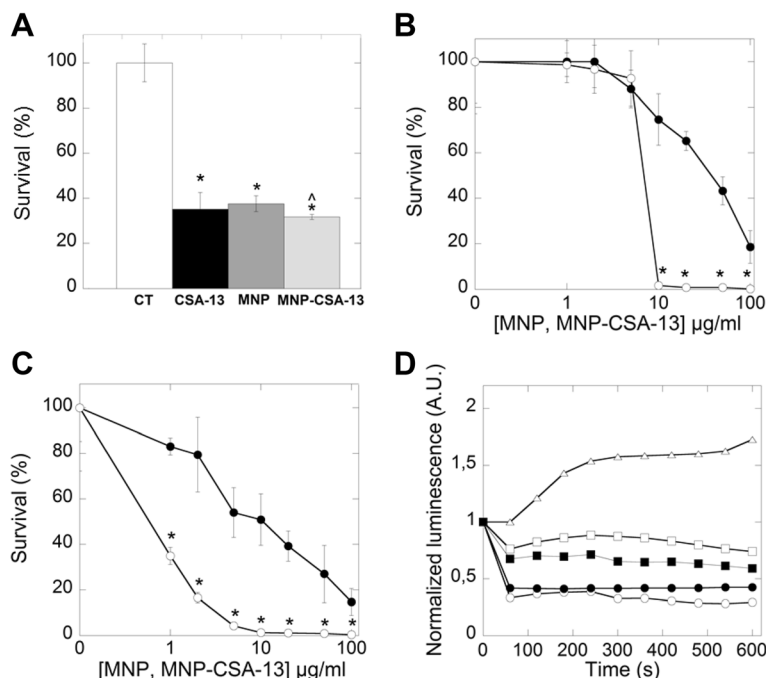 A
Survival (%)
100
80
60
40
20
0
*
*
^
*
CT CSA-13 MNP MNP-CSA-13
B
Survival (%)
100
80
60
40
20
0
* * * *
0 1 10 100
[MNP, MNP-CSA-13] µg/ml
C
Survival (%)
100
80
60
40
20
0
* * * * * * *
0 1 10 100
[MNP, MNP-CSA-13] µg/ml
D
Normalized luminescence (A.U.)
2
1,5
1
0,5
0
0 100 200 300 400 500 600
Time (s)